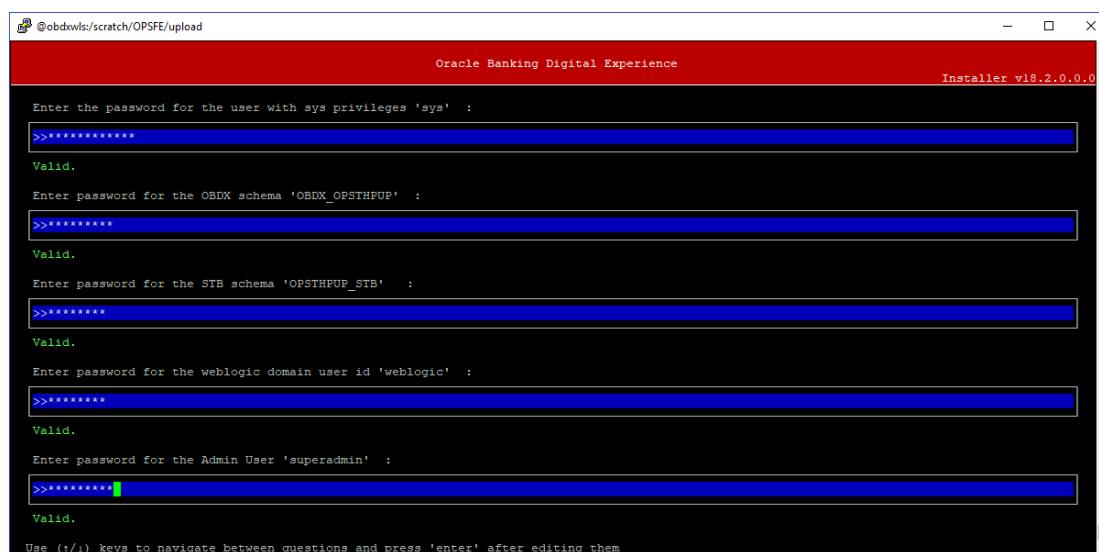 @obdxwls:/scratch/OPSFE/upload
Oracle Banking Digital Experience
Installer v18.2.0.0.0
Enter the password for the user with sys privileges 'sys' :
>>************
Valid.
Enter password for the OBDX schema 'OBDX_OPSTHPUP' :
>>*********
Valid.
Enter password for the STB schema 'OPSTHPUP_STB' :
>>********
Valid.
Enter password for the weblogic domain user id 'weblogic' :
>>********
Valid.
Enter password for the Admin User 'superadmin' :
>>*********
Valid.
Use (↑/↓) keys to navigate between questions and press 'enter' after editing them